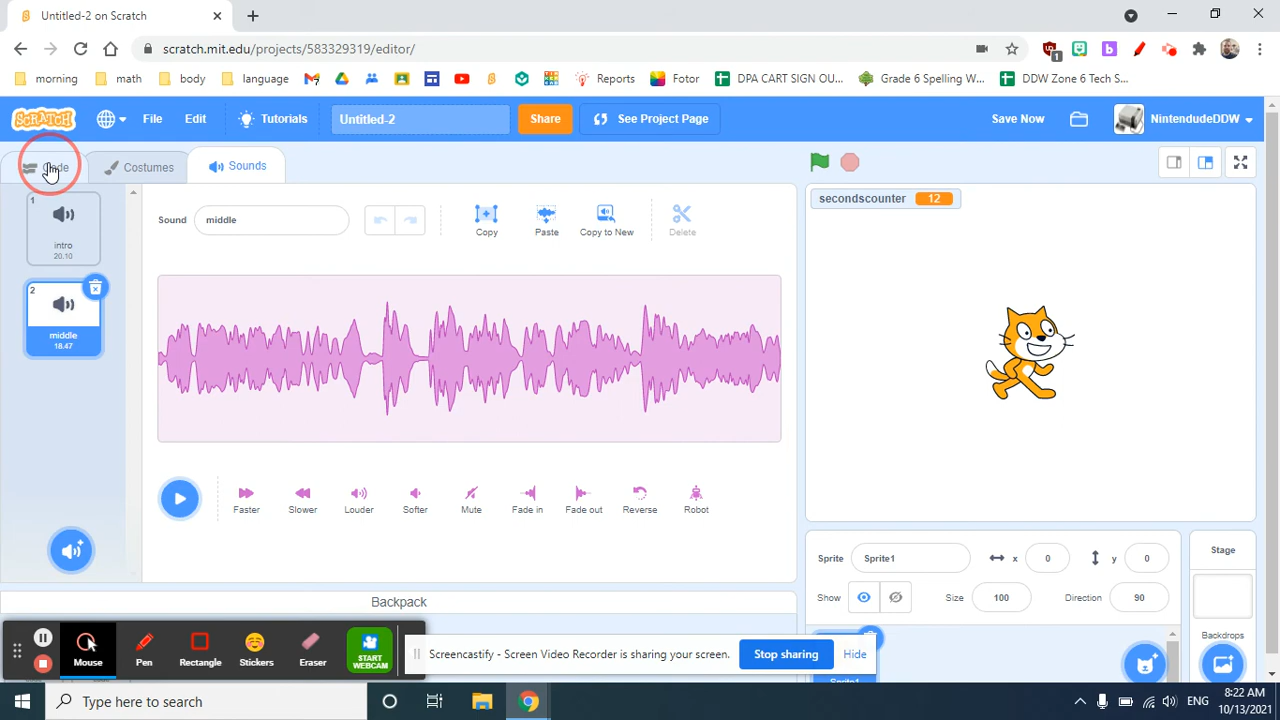 Untitled-2 on Scratch
scratch.mit.edu/projects/583329319/editor/
1
morning
math
body
language
Reports
Fotor
DPA CART SIGN OU...
Grade 6 Spelling W...
DDW Zone 6 Tech S...
SCRATCH
File
Edit
Tutorials
Untitled-2
Share
See Project Page
Save Now
NintendudeDDW
Code
Costumes
Sounds
1
intro
20.10
2
middle
18.47
Sound
middle
Copy
Paste
Copy to New
Delete
Faster
Slower
Louder
Softer
Mute
Fade in
Fade out
Reverse
Robot
secondscounter 12
Sprite
Sprite1
x
0
y
0
Show
Size
100
Direction
90
Stage
Backdrops
Sprite1
Backpack
Mouse
Pen
Rectangle
Stickers
Eraser
START
WEBCAM
Screencastify - Screen Video Recorder is sharing your screen.
Stop sharing
Hide
Type here to search
ENG
8:22 AM
10/13/2021